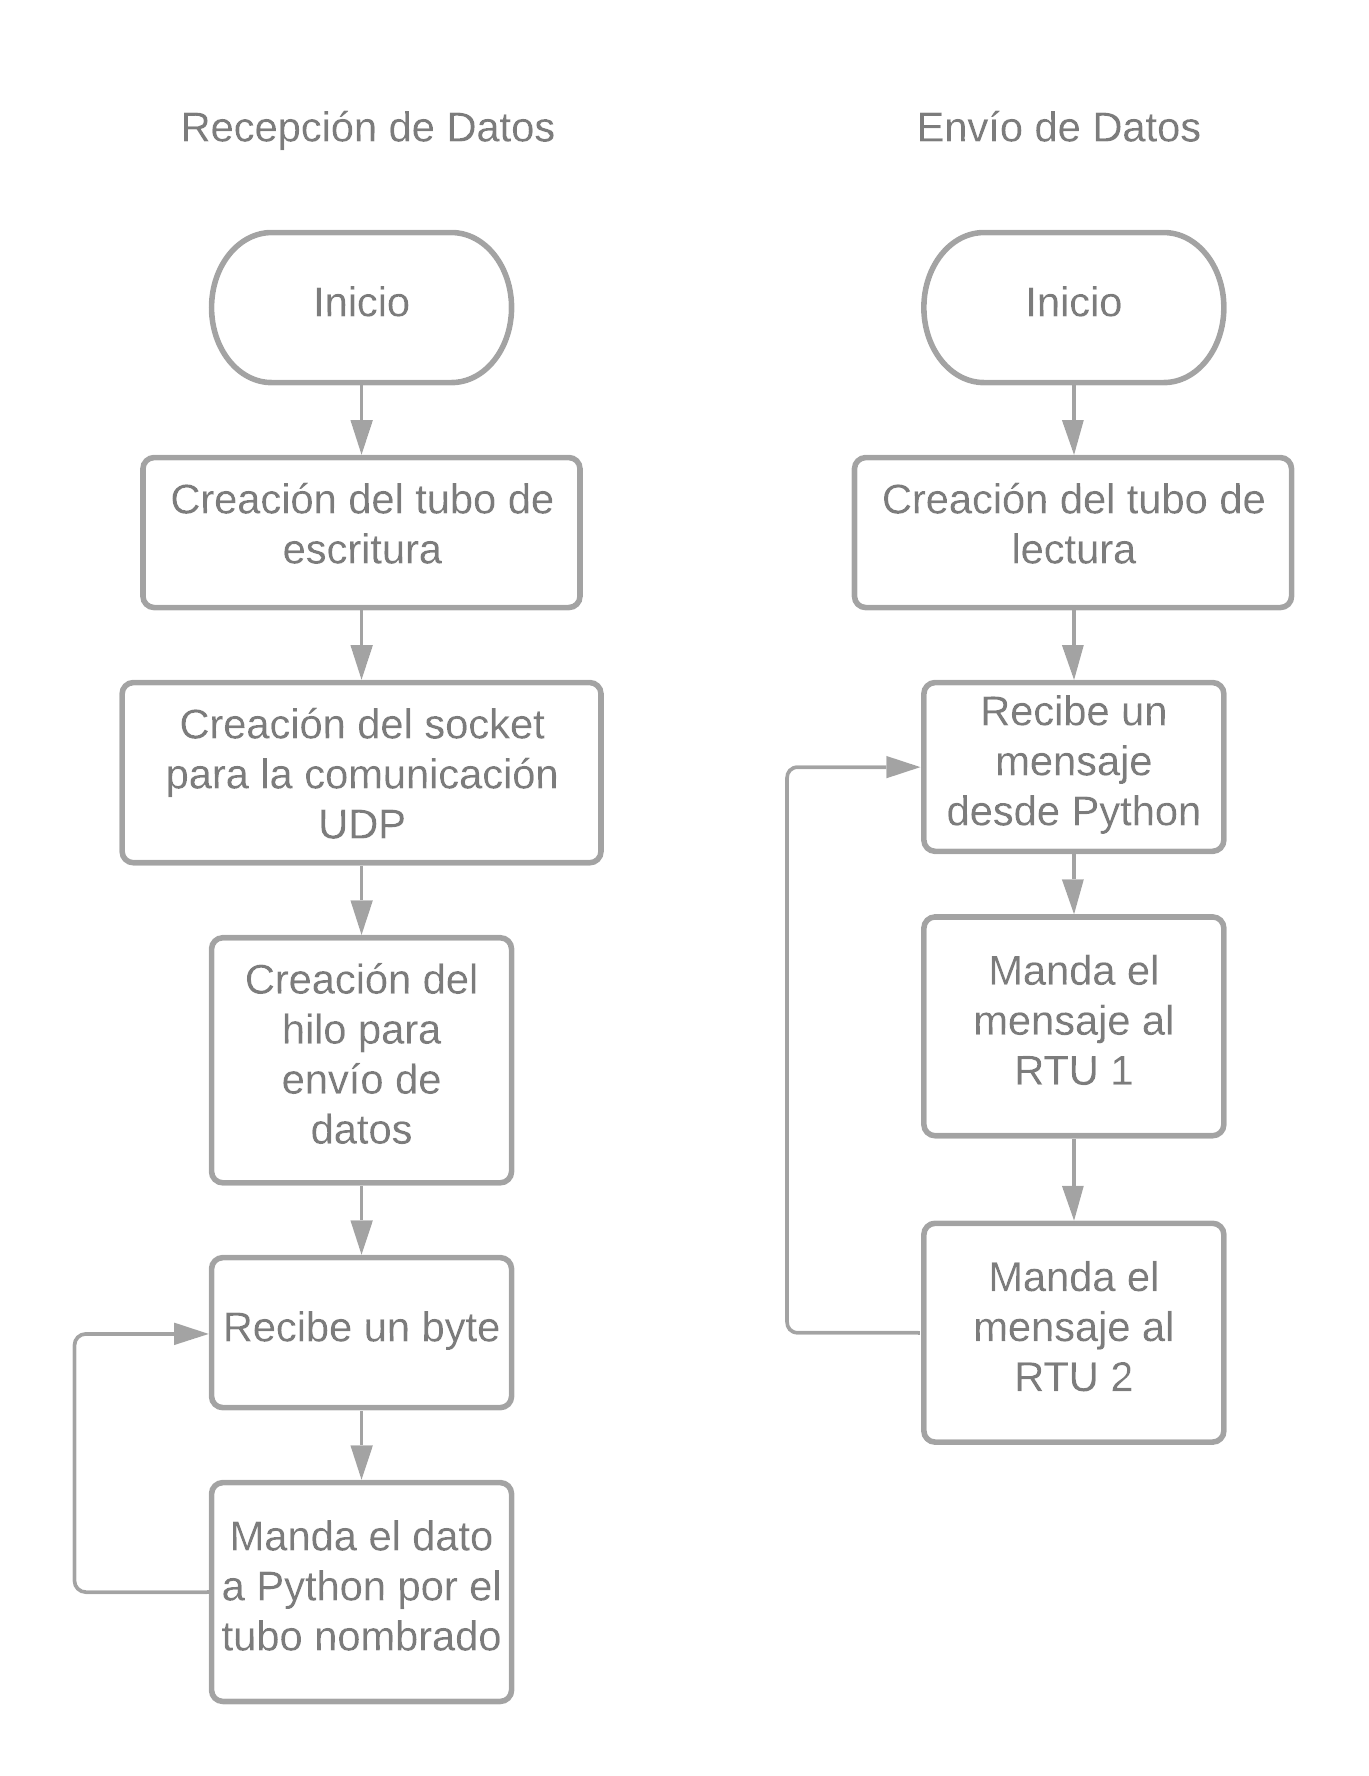 Recepción de Datos
Inicio
Creación del tubo de
escritura
Creación del socket
para la comunicación
UDP
Creación del
hilo para
envío de
datos
Recibe un byte
Manda el dato
a Python por el
tubo nombrado
Envío de Datos
Inicio
Creación del tubo de
lectura
Recibe un
mensaje
desde Python
Manda el
mensaje al
RTU 1
Manda el
mensaje al
RTU 2